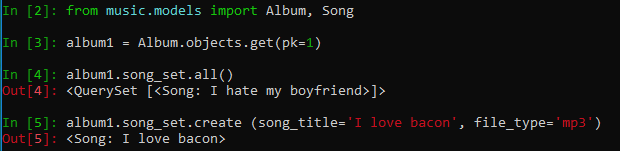 In [2]: from music.models import Album, Song
In [3]: album1 = Album.objects.get(pk=1)
In [4]: album1.song_set.all()
Out[4]: <QuerySet [<Song: I hate my boyfriend>]>
In [5]: album1.song_set.create (song_title='I love bacon', file_type='mp3')
Out[5]: <Song: I love bacon>